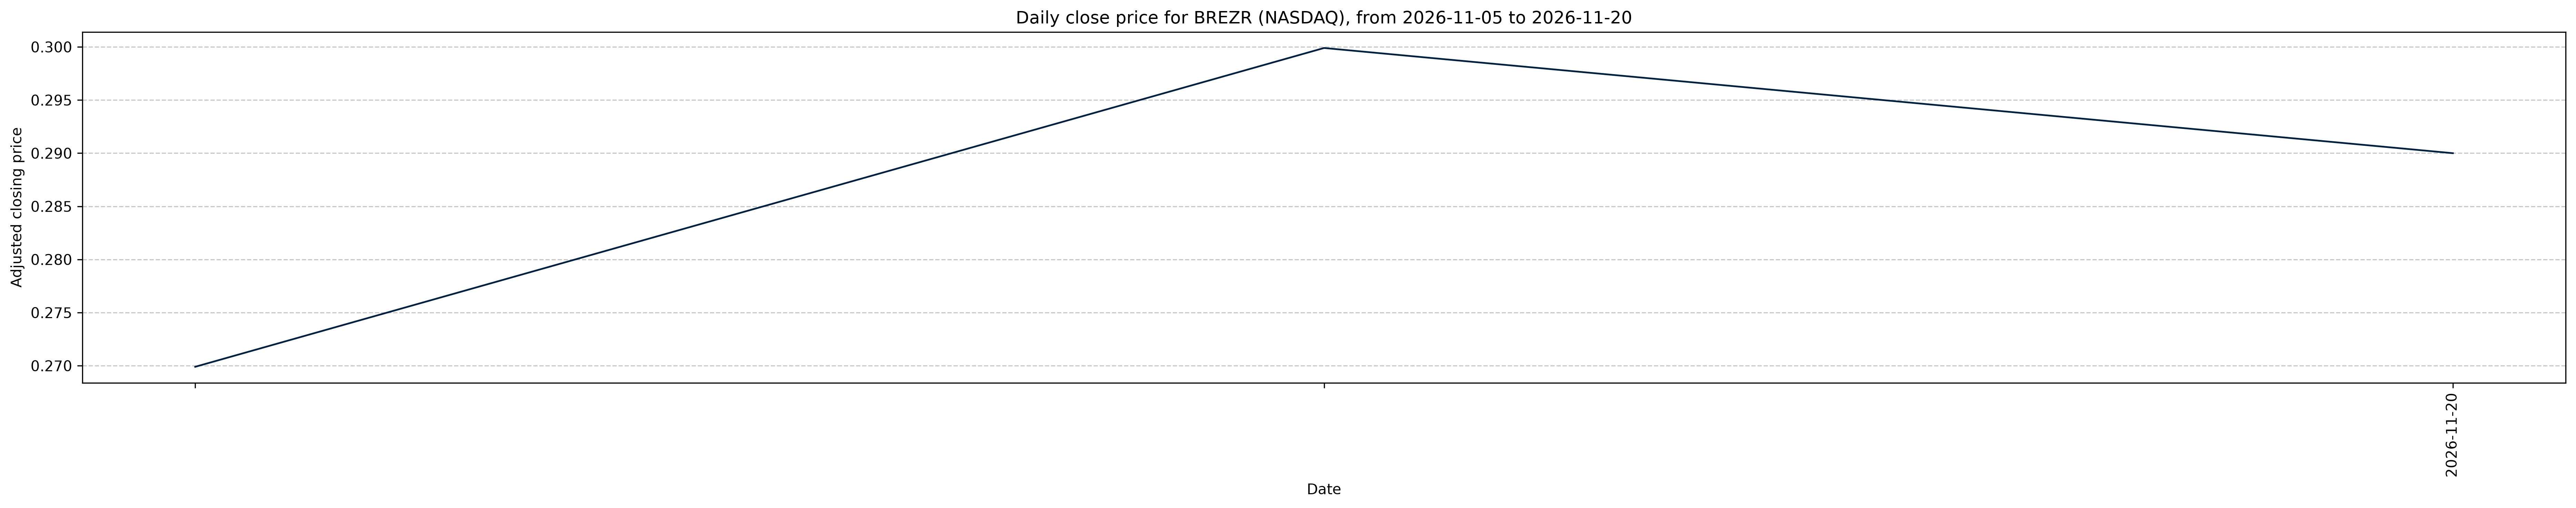 Daily close price for BREZR (NASDAQ), from 2026-11-05 to 2026-11-20
0.300
0.295
0.290
0.285
0.280
0.275
0.270
Adjusted closing price
2026-11-20
Date